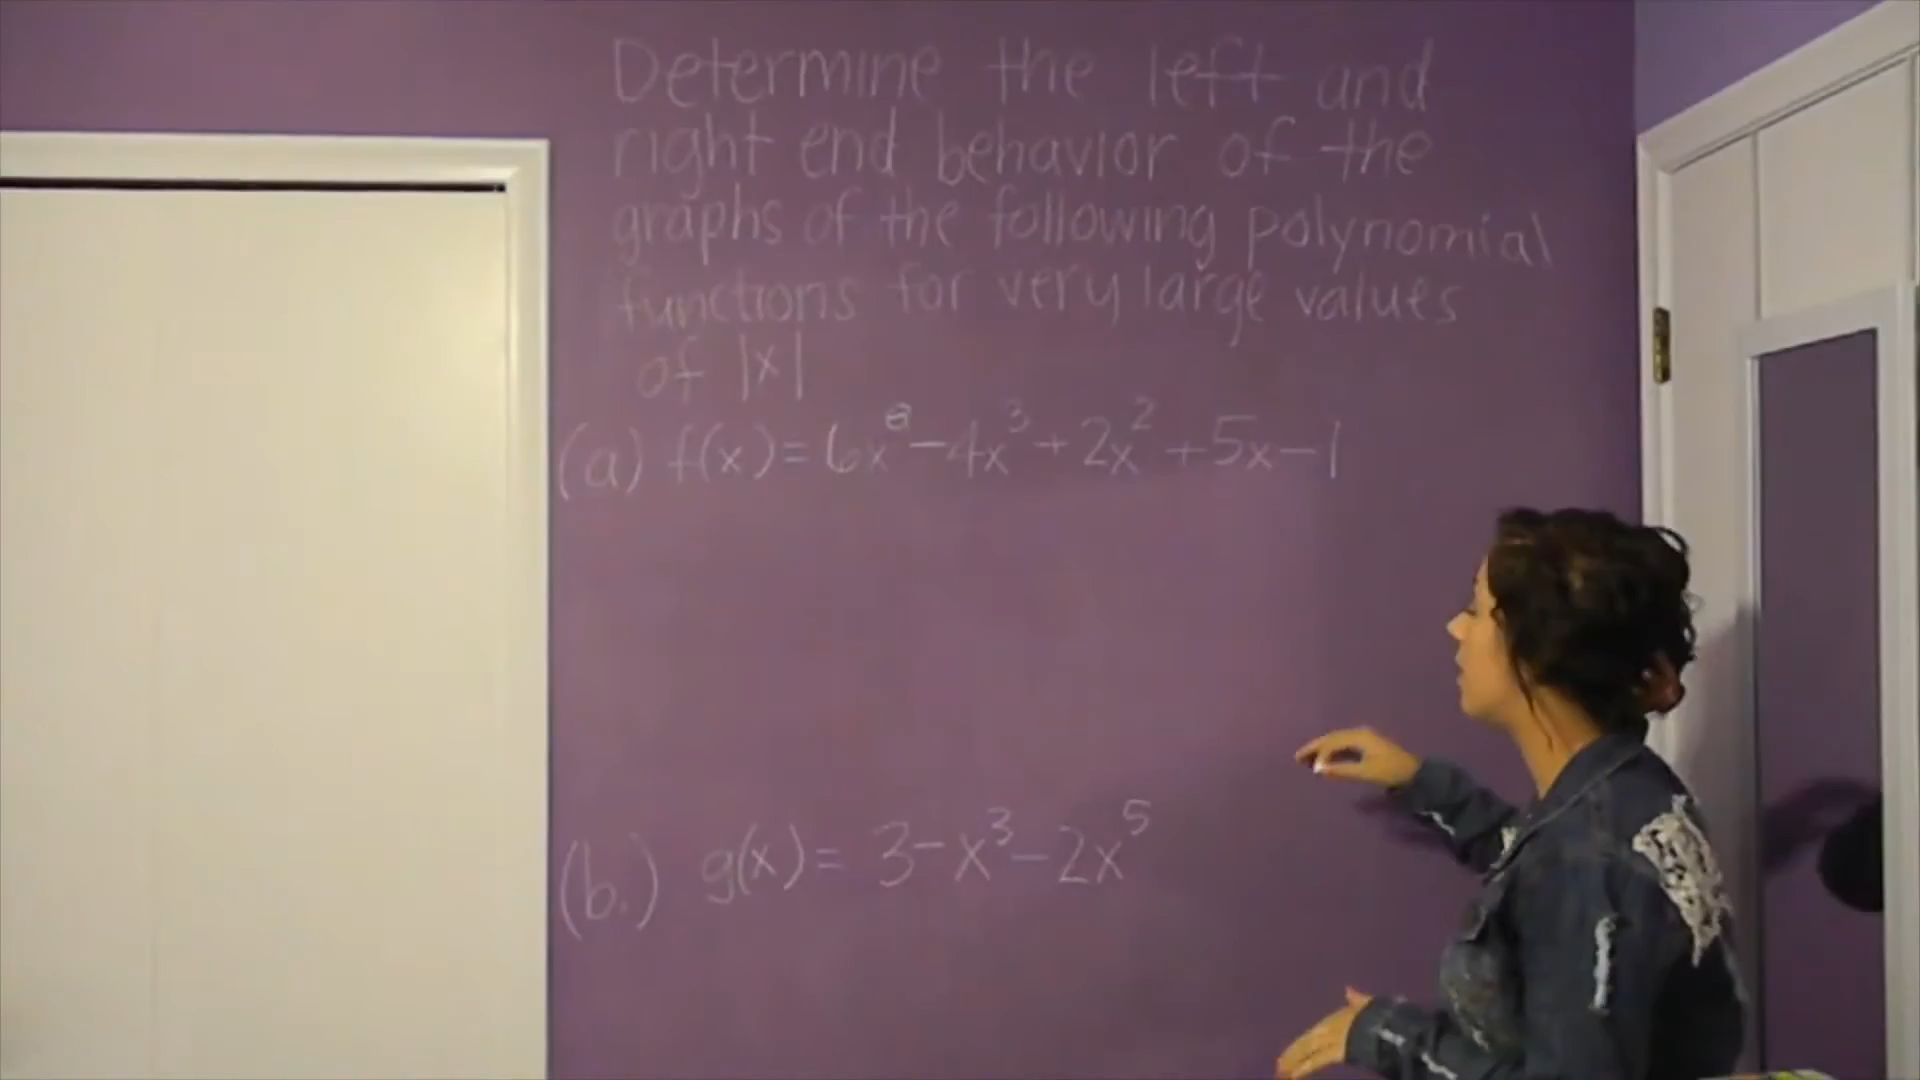 Determine the left and
right end behavior of the
graphs of the following polynomial
functions for very large values
of |x|
(a) f(x) = 6x⁸ - 4x³ + 2x² + 5x - 1
(b.) g(x) = 3 - x³ - 2x⁵